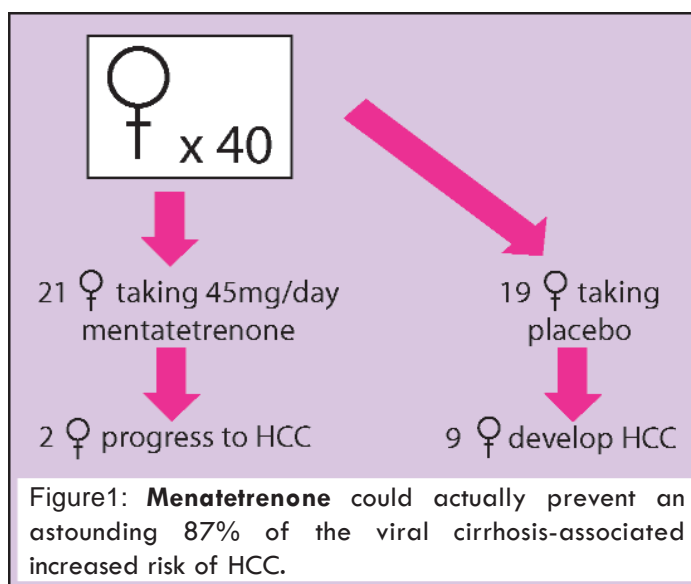 ♀ x 40
21 ♀ taking 45mg/day
mentatetrenone
19 ♀ taking
placebo
2 ♀ progress to HCC
9 ♀ develop HCC
Figure1: Menatetrenone could actually prevent an
astounding 87% of the viral cirrhosis-associated
increased risk of HCC.